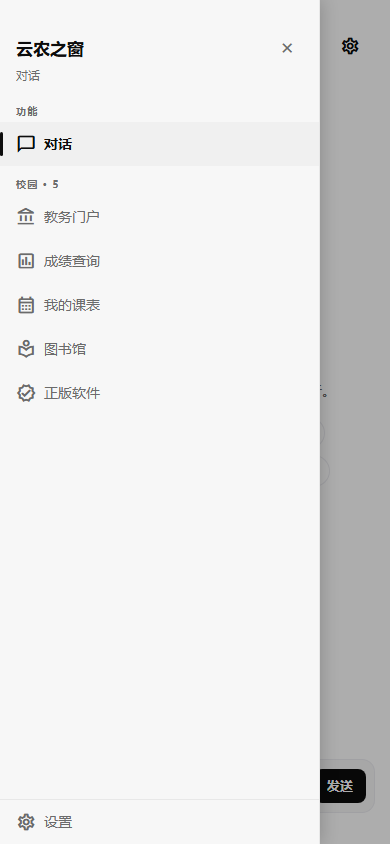 云农之窗
对话
功能
对话
校园 • 5
教务门户
成绩查询
我的课表
图书馆
正版软件
。
发送
设置